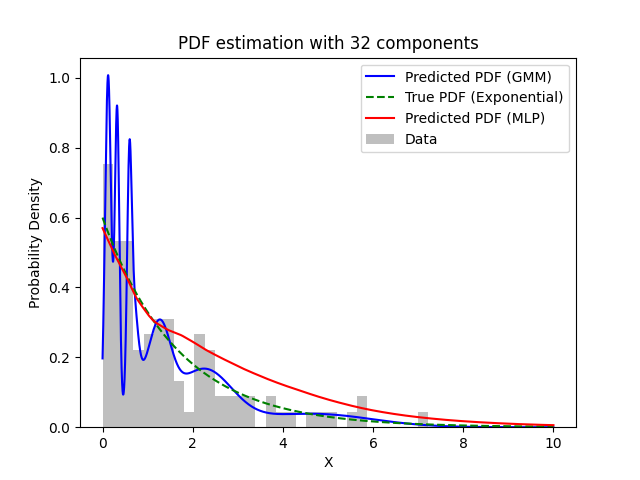 PDF estimation with 32 components
Predicted PDF (GMM)
True PDF (Exponential)
Predicted PDF (MLP)
Data
Probability Density
1.0
0.8
0.6
0.4
0.2
0.0
0 2 4 6 8 10
X